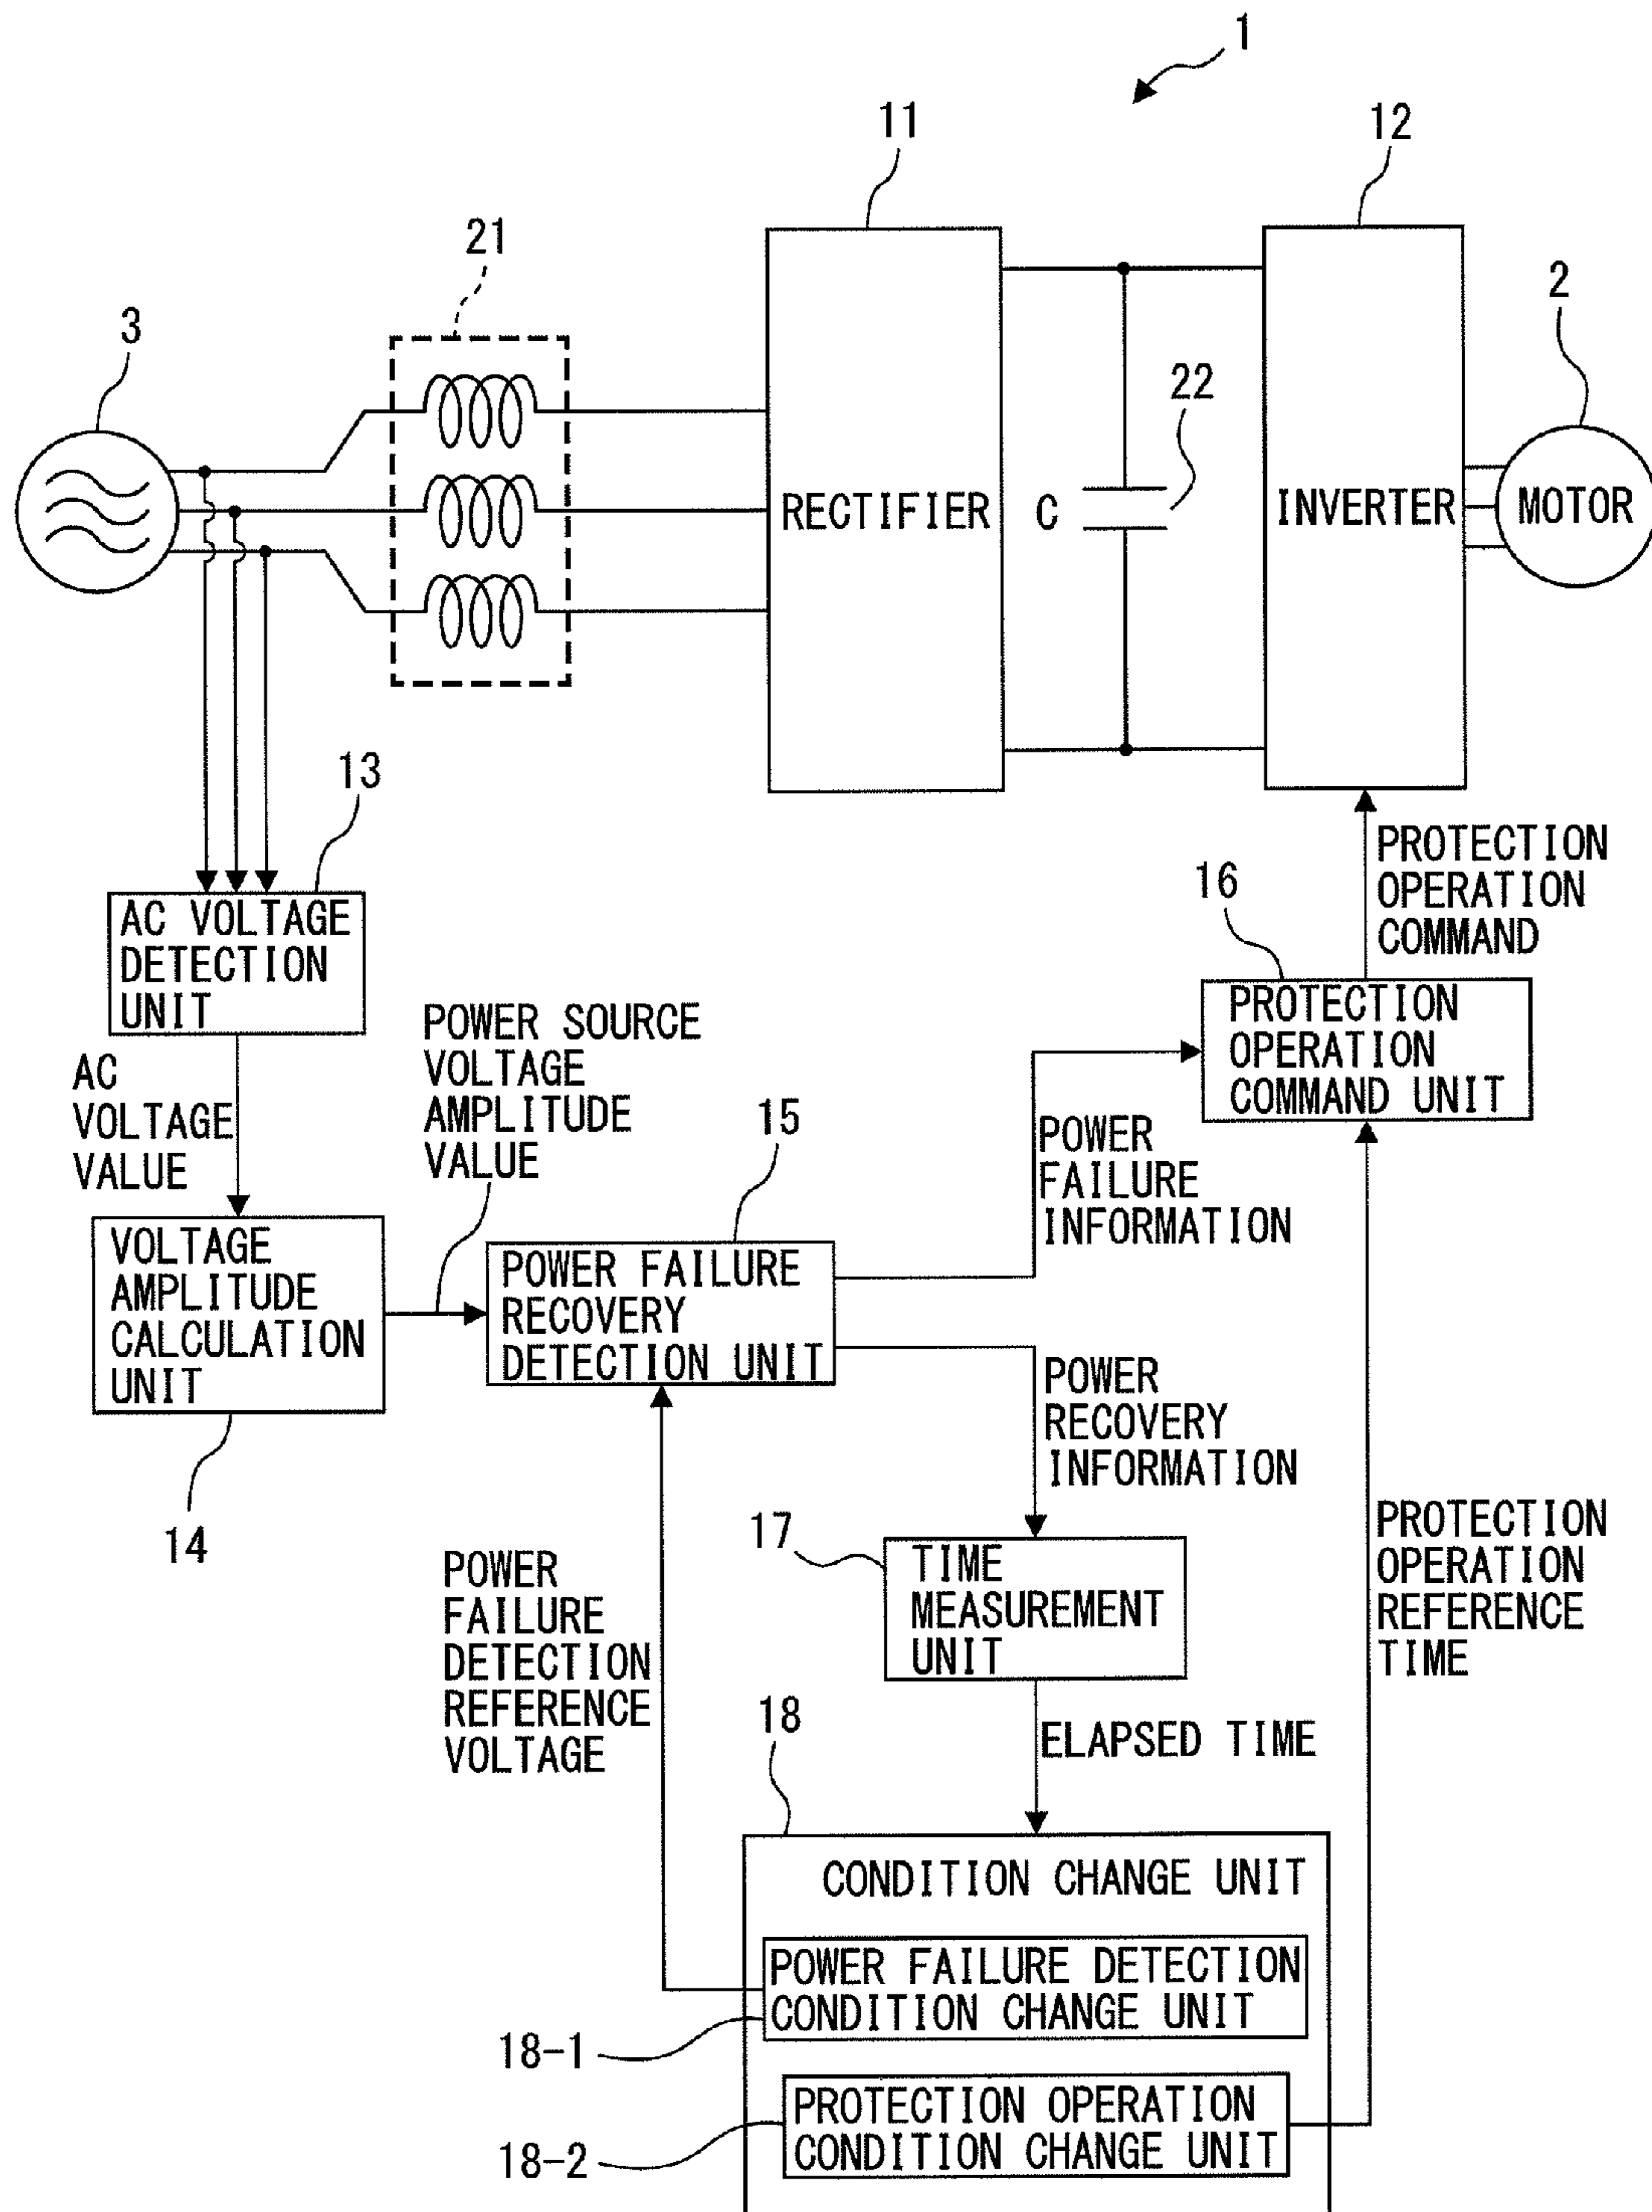 1
11
12
21
3
2
22
RECTIFIER
C
INVERTER
MOTOR
13
AC VOLTAGE
DETECTION
UNIT
PROTECTION
OPERATION
COMMAND
16
PROTECTION
OPERATION
COMMAND UNIT
AC
VOLTAGE
VALUE
POWER SOURCE
VOLTAGE
AMPLITUDE
VALUE
15
POWER
FAILURE
INFORMATION
VOLTAGE
AMPLITUDE
CALCULATION
UNIT
14
POWER FAILURE
RECOVERY
DETECTION UNIT
POWER
RECOVERY
INFORMATION
17
TIME
MEASUREMENT
UNIT
POWER
FAILURE
DETECTION
REFERENCE
VOLTAGE
PROTECTION
OPERATION
REFERENCE
TIME
18
ELAPSED TIME
CONDITION CHANGE UNIT
POWER FAILURE DETECTION
CONDITION CHANGE UNIT
18-1
PROTECTION OPERATION
CONDITION CHANGE UNIT
18-2